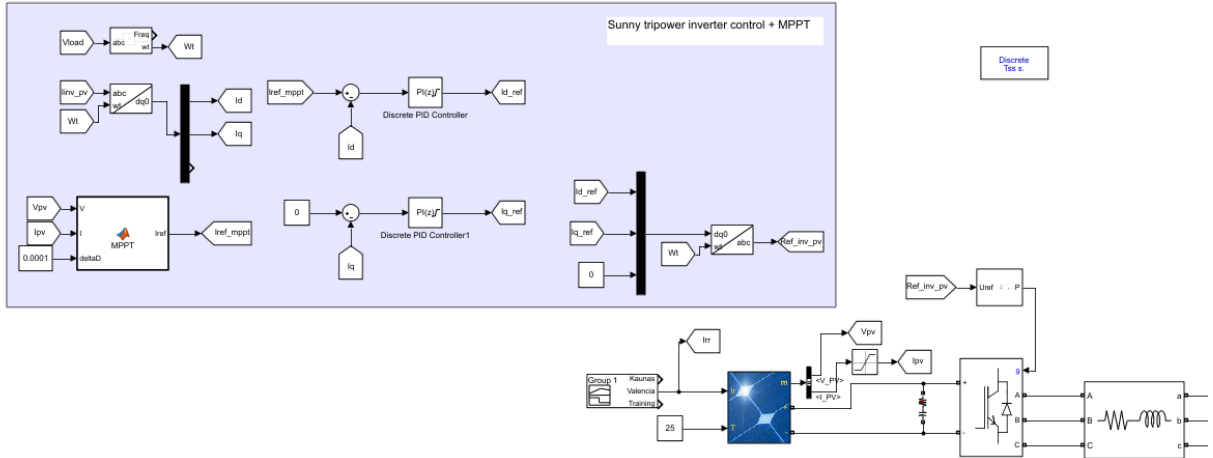 Sunny tripower inverter control + MPPT
Vload
abc
Freq
wt
Wt
Discrete
Tss s.
Iinv_pv
Wt
abc
wt
dq0
Id
Iq
Iref_mppt
+
-
PI(z)
Id_ref
Discrete PID Controller
Id
Vpv
Ipv
0.0001
V
I
deltaD
MPPT
Iref
Iref_mppt
0
+
-
PI(z)
Iq_ref
Discrete PID Controller1
Iq
Id_ref
Iq_ref
0
Wt
dq0
wt
abc
Ref_inv_pv
Ref_inv_pv
Uref
P
Irr
Vpv
Ipv
Group 1
Kaunas
Valencia
Training
25
Ir
T
m
+
-
<V_PV>
<I_PV>
+
-
g
A
B
C
A
B
C
a
b
c